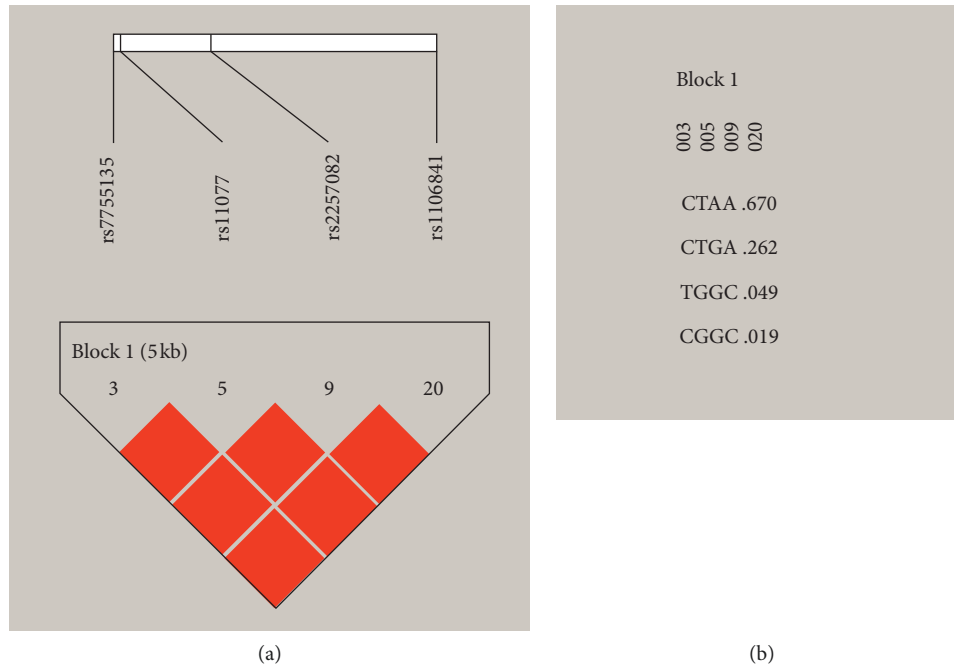 rs7755135
rs11077
rs2257082
rs1106841
Block 1 (5 kb)
3 5 9 20
(a)
Block 1
003 005 009 020
CTAA .670
CTGA .262
TGGC .049
CGGC .019
(b)